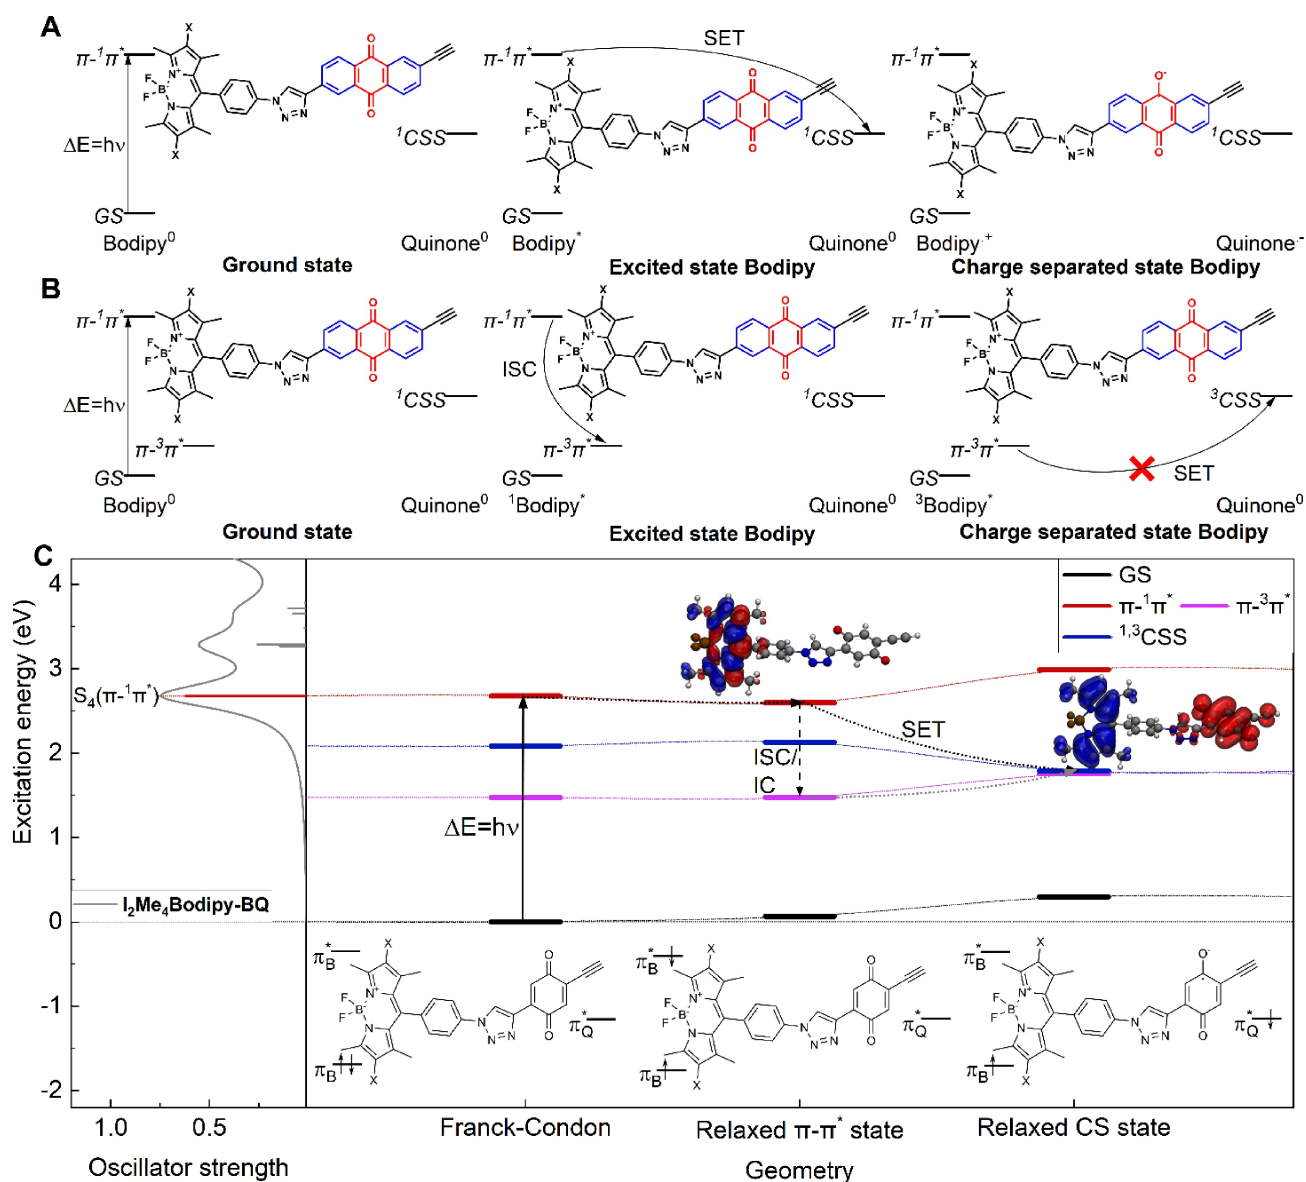 A
π-¹π*
ΔE=hν
GS
Bodipy⁰
X
N⁺
F
B⁻
F
N
X
N
N=N
O
O
¹CSS
Quinone⁰
Ground state
SET
π-¹π*
GS
Bodipy*
X
N⁺
F
B⁻
F
N
X
N
N=N
O
O
¹CSS
Quinone⁰
Excited state Bodipy
π-¹π*
GS
Bodipy·⁺
X
N⁺
F
B⁻
F
N
X
N
N=N
O⁻
O
¹CSS
Quinone·⁻
Charge separated state Bodipy
B
π-¹π*
ΔE=hν
π-³π*
GS
Bodipy⁰
X
N⁺
F
B⁻
F
N
X
N
N=N
O
O
¹CSS
Quinone⁰
Ground state
π-¹π*
ISC
π-³π*
GS
¹Bodipy*
X
N⁺
F
B⁻
F
N
X
N
N=N
O
O
¹CSS
Quinone⁰
Excited state Bodipy
π-¹π*
π-³π*
GS
³Bodipy*
X
N⁺
F
B⁻
F
N
X
N
N=N
O
O
³CSS
SET
Quinone⁰
Charge separated state Bodipy
C
Excitation energy (eV)
4
3
2
1
0
-1
-2
S₄(π-¹π*)
I₂Me₄Bodipy-BQ
GS
π-¹π*
π-³π*
¹,³CSS
SET
ISC/
IC
ΔE=hν
π*B
πB
X
N⁺
F
B⁻
F
N
X
N
N=N
O
O
π*Q
π*B
πB
X
N⁺
F
B⁻
F
N
X
N
N=N
O
O
π*Q
π*B
πB
X
N⁺
F
B⁻
F
N
X
N
N=N
O⁻
O
π*Q
1.0
0.5
Franck-Condon
Relaxed π-π* state
Relaxed CS state
Oscillator strength
Geometry